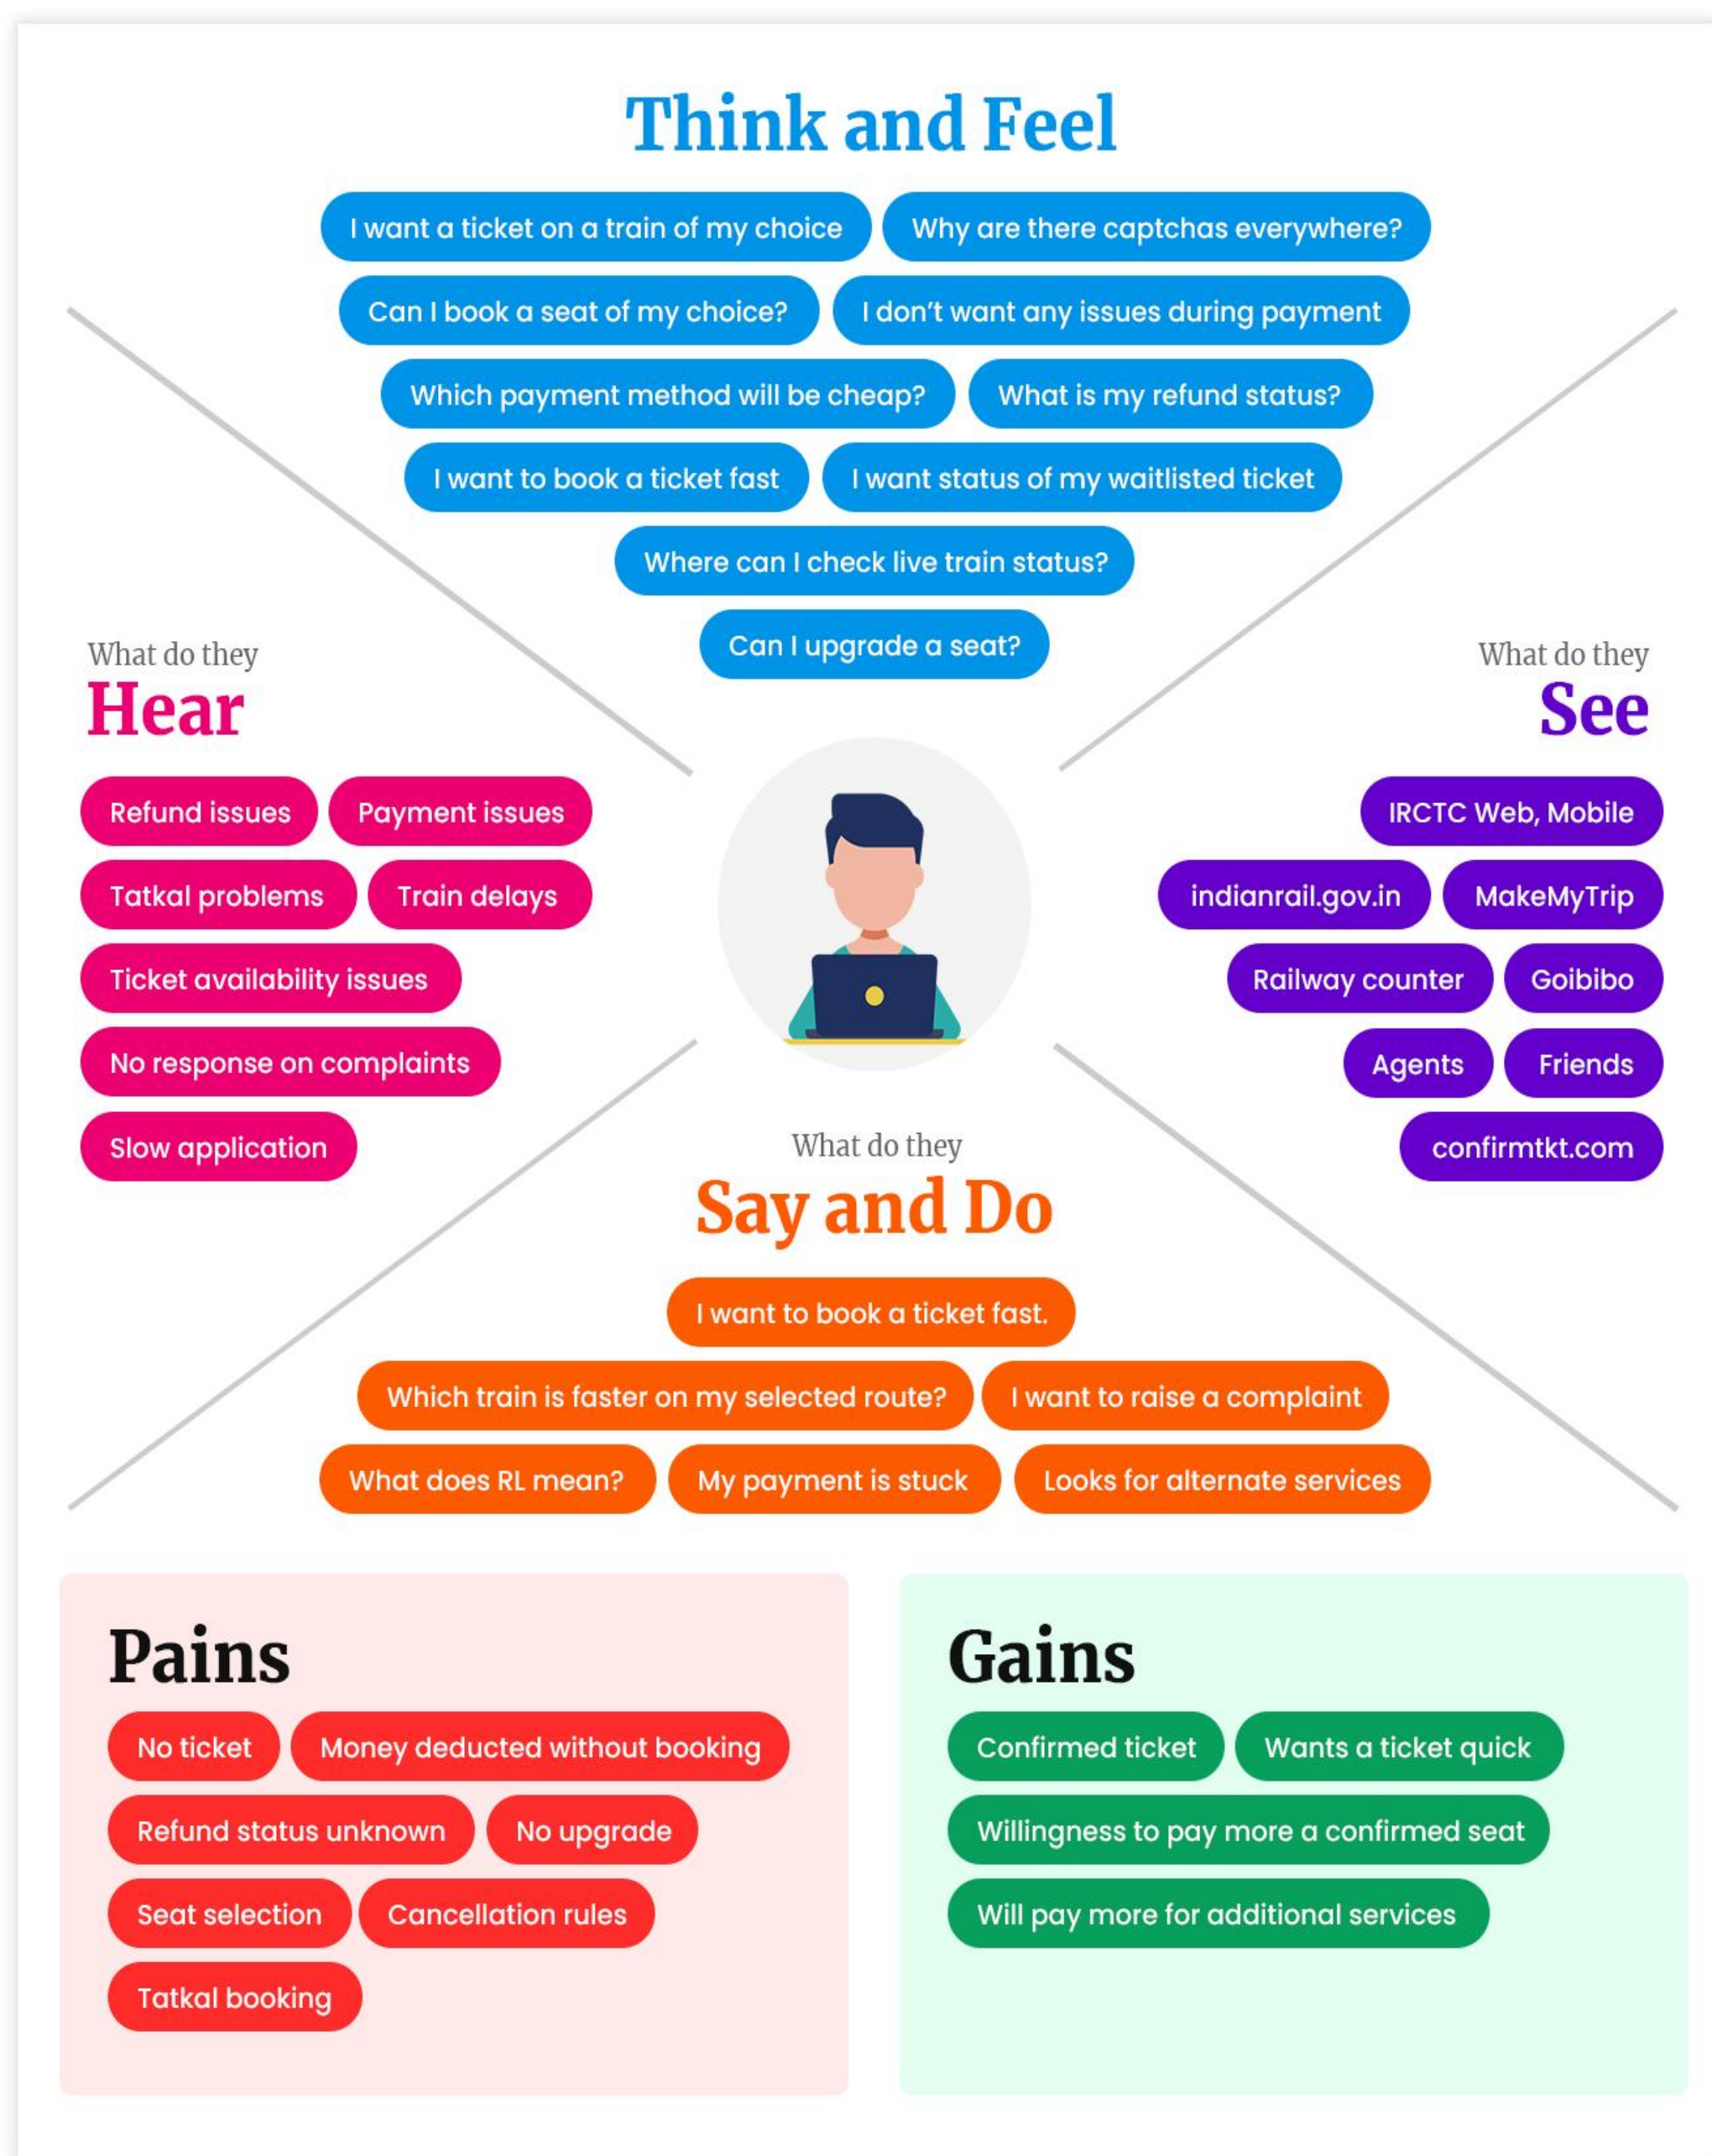 Think and Feel
I want a ticket on a train of my choice
Why are there captchas everywhere?
Can I book a seat of my choice?
I don't want any issues during payment
Which payment method will be cheap?
What is my refund status?
I want to book a ticket fast
I want status of my waitlisted ticket
Where can I check live train status?
Can I upgrade a seat?
What do they
Hear
Refund issues
Payment issues
Tatkal problems
Train delays
Ticket availability issues
No response on complaints
Slow application
What do they
See
IRCTC Web, Mobile
indianrail.gov.in
MakeMyTrip
Railway counter
Goibibo
Agents
Friends
confirmtkt.com
What do they
Say and Do
I want to book a ticket fast.
Which train is faster on my selected route?
I want to raise a complaint
What does RL mean?
My payment is stuck
Looks for alternate services
Pains
No ticket
Money deducted without booking
Refund status unknown
No upgrade
Seat selection
Cancellation rules
Tatkal booking
Gains
Confirmed ticket
Wants a ticket quick
Willingness to pay more a confirmed seat
Will pay more for additional services